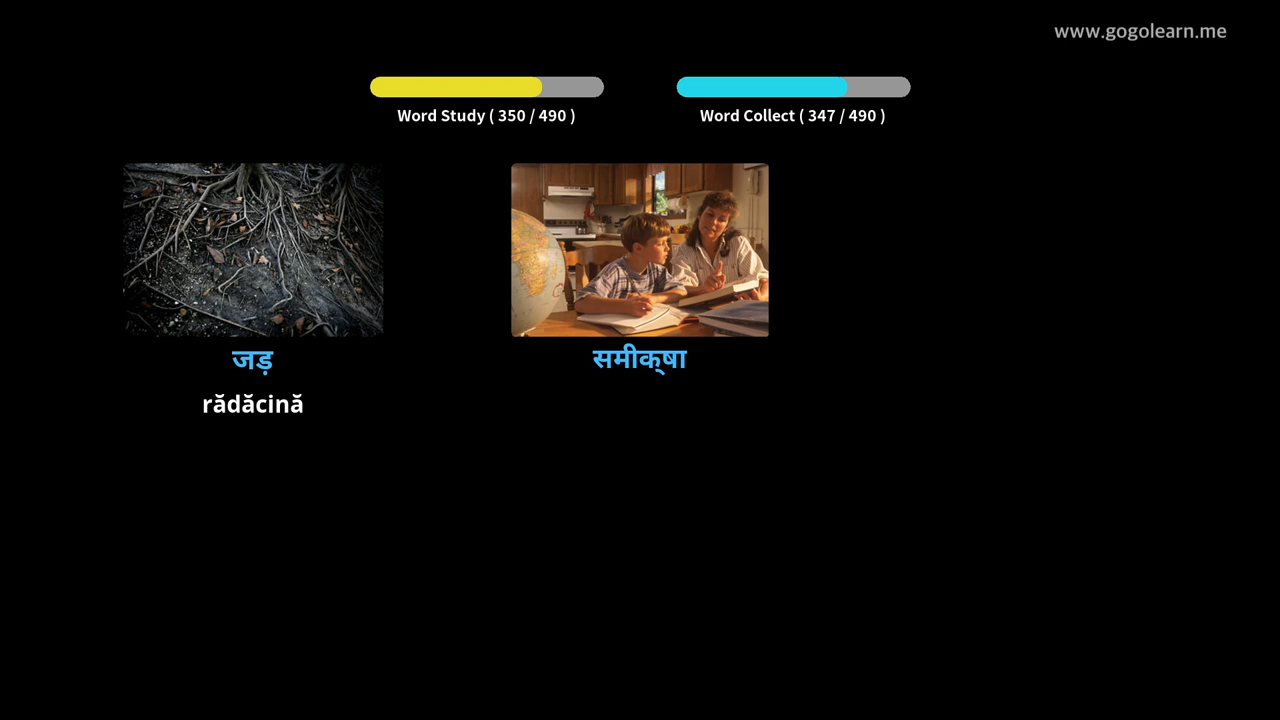 www.gogolearn.me
Word Study ( 350 / 490 )
Word Collect ( 347 / 490 )
जड़
समीक्षा
rădăcină